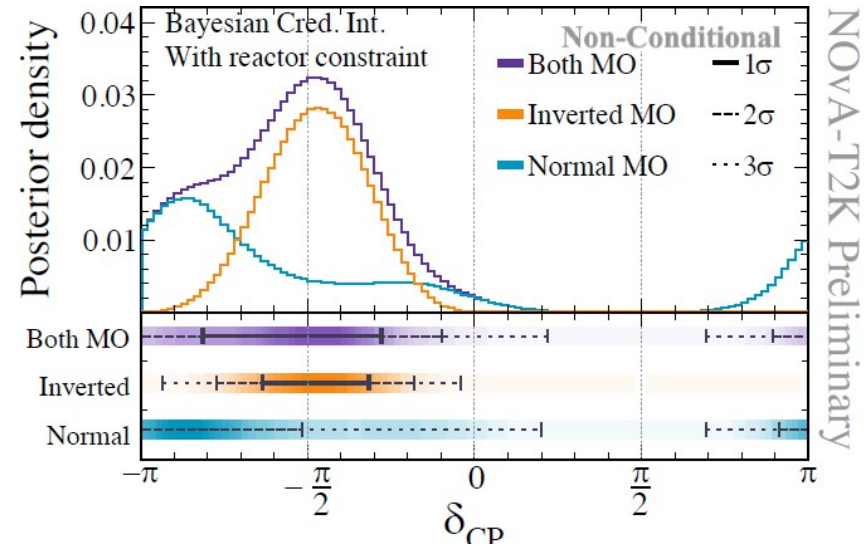 Posterior density
0.04
0.03
0.02
0.01
Bayesian Cred. Int.
With reactor constraint
Non-Conditional
Both MO
Inverted MO
Normal MO
1σ
2σ
3σ
Both MO
Inverted
Normal
-π
-π/2
0
π/2
π
δCP
NOvA-T2K Preliminary